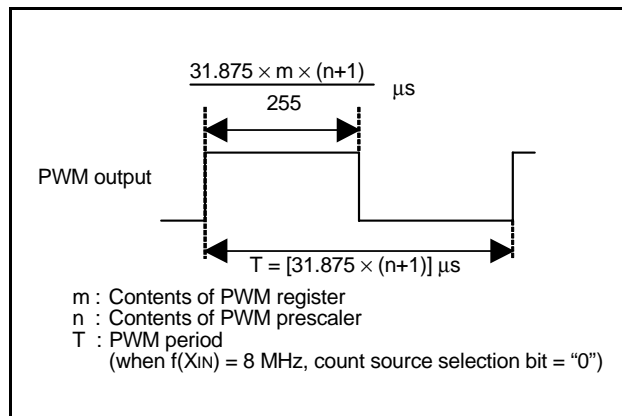 31.875 × m × (n+1)
255
μs
PWM output
T = [31.875 × (n+1)] μs
m : Contents of PWM register
n : Contents of PWM prescaler
T : PWM period
(when f(XIN) = 8 MHz, count source selection bit = “0”)